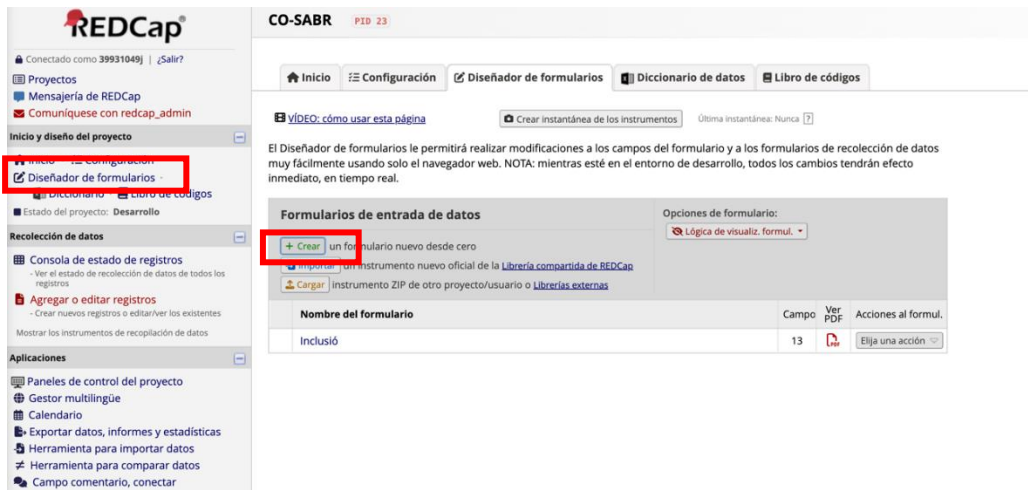 REDCap®
Conectado como 39931049j | ¿Salir?
Proyectos
Mensajería de REDCap
Comuníquese con redcap_admin
Inicio y diseño del proyecto
Inicio Configuración
Diseñador de formularios
Diccionario Libro de códigos
Estado del proyecto: Desarrollo
Recolección de datos
Consola de estado de registros
- Ver el estado de recolección de datos de todos los
registros
Agregar o editar registros
- Crear nuevos registros o editar/ver los existentes
Mostrar los instrumentos de recopilación de datos
Aplicaciones
Paneles de control del proyecto
Gestor multilingüe
Calendario
Exportar datos, informes y estadísticas
Herramienta para importar datos
Herramienta para comparar datos
Campo comentario, conectar
CO-SABR PID 23
Inicio Configuración Diseñador de formularios Diccionario de datos Libro de códigos
VÍDEO: cómo usar esta página Crear instantánea de los instrumentos Última instantánea: Nunca ?
El Diseñador de formularios le permitirá realizar modificaciones a los campos del formulario y a los formularios de recolección de datos
muy fácilmente usando solo el navegador web. NOTA: mientras esté en el entorno de desarrollo, todos los cambios tendrán efecto
inmediato, en tiempo real.
Formularios de entrada de datos
+ Crear un formulario nuevo desde cero
Importar un instrumento nuevo oficial de la Librería compartida de REDCap
Cargar instrumento ZIP de otro proyecto/usuario o Librerías externas
Opciones de formulario:
Lógica de visualiz. formul.
Nombre del formulario Campo Ver PDF Acciones al formul.
Inclusió 13 Elija una acción